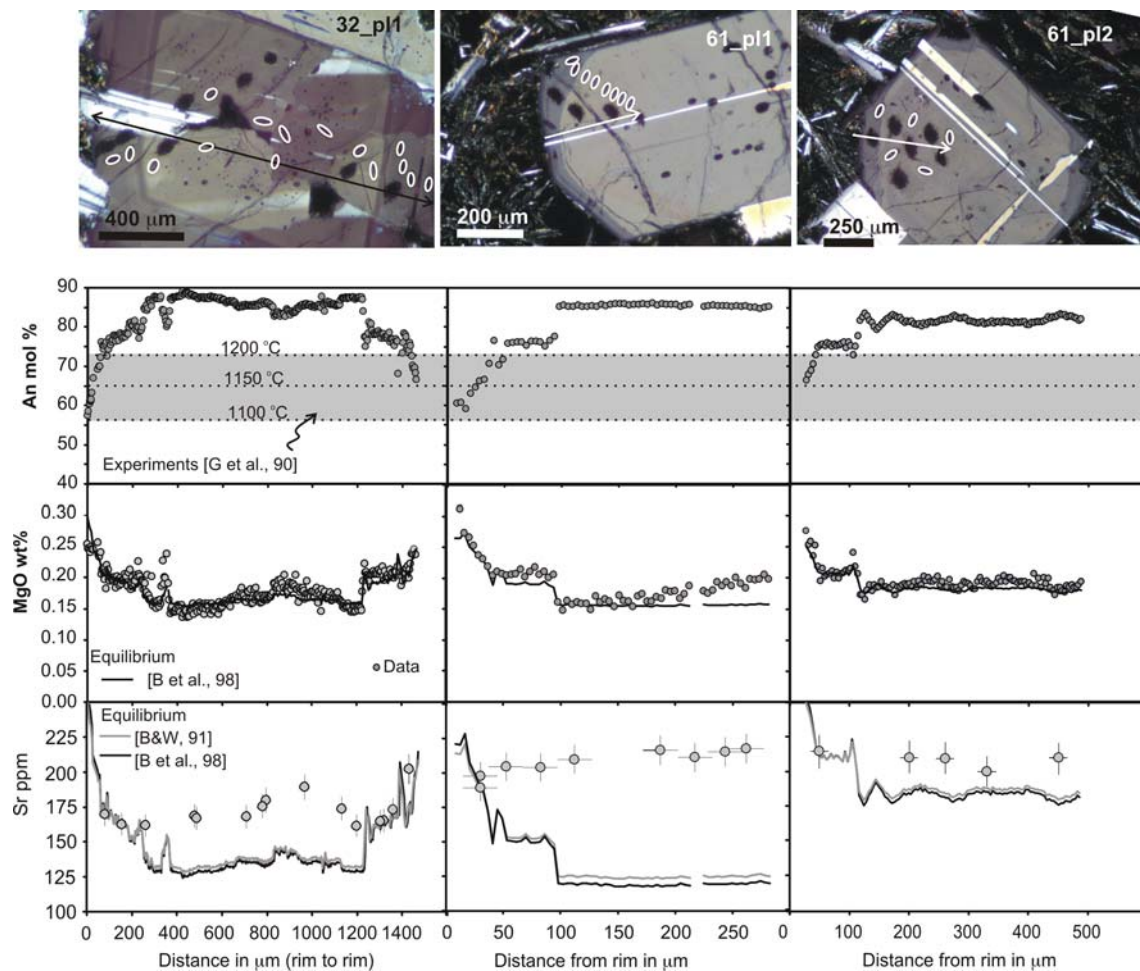 32_pl1
61_pl1
61_pl2
400 μm
200 μm
250 μm
An mol %
90
80
70
60
50
40
1200 °C
1150 °C
1100 °C
Experiments [G et al., 90]
MgO wt%
0.30
0.25
0.20
0.15
0.10
0.05
0.00
Equilibrium
[B et al., 98]
Data
Sr ppm
225
200
175
150
125
100
Equilibrium
[B&W, 91]
[B et al., 98]
0 200 400 600 800 1000 1200 1400
0 50 100 150 200 250
0 100 200 300 400 500
Distance in μm (rim to rim)
Distance from rim in μm
Distance from rim in μm